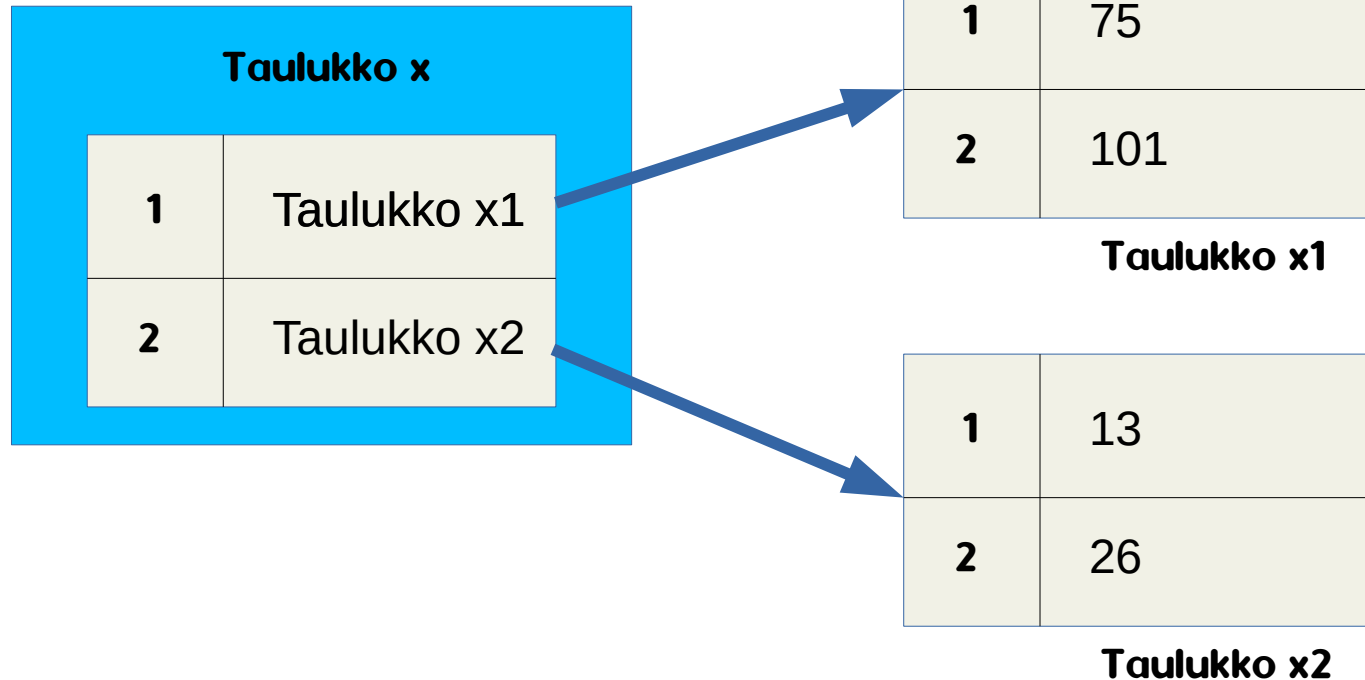 Taulukko x
1 Taulukko x1
2 Taulukko x2
1 75
2 101
Taulukko x1
1 13
2 26
Taulukko x2